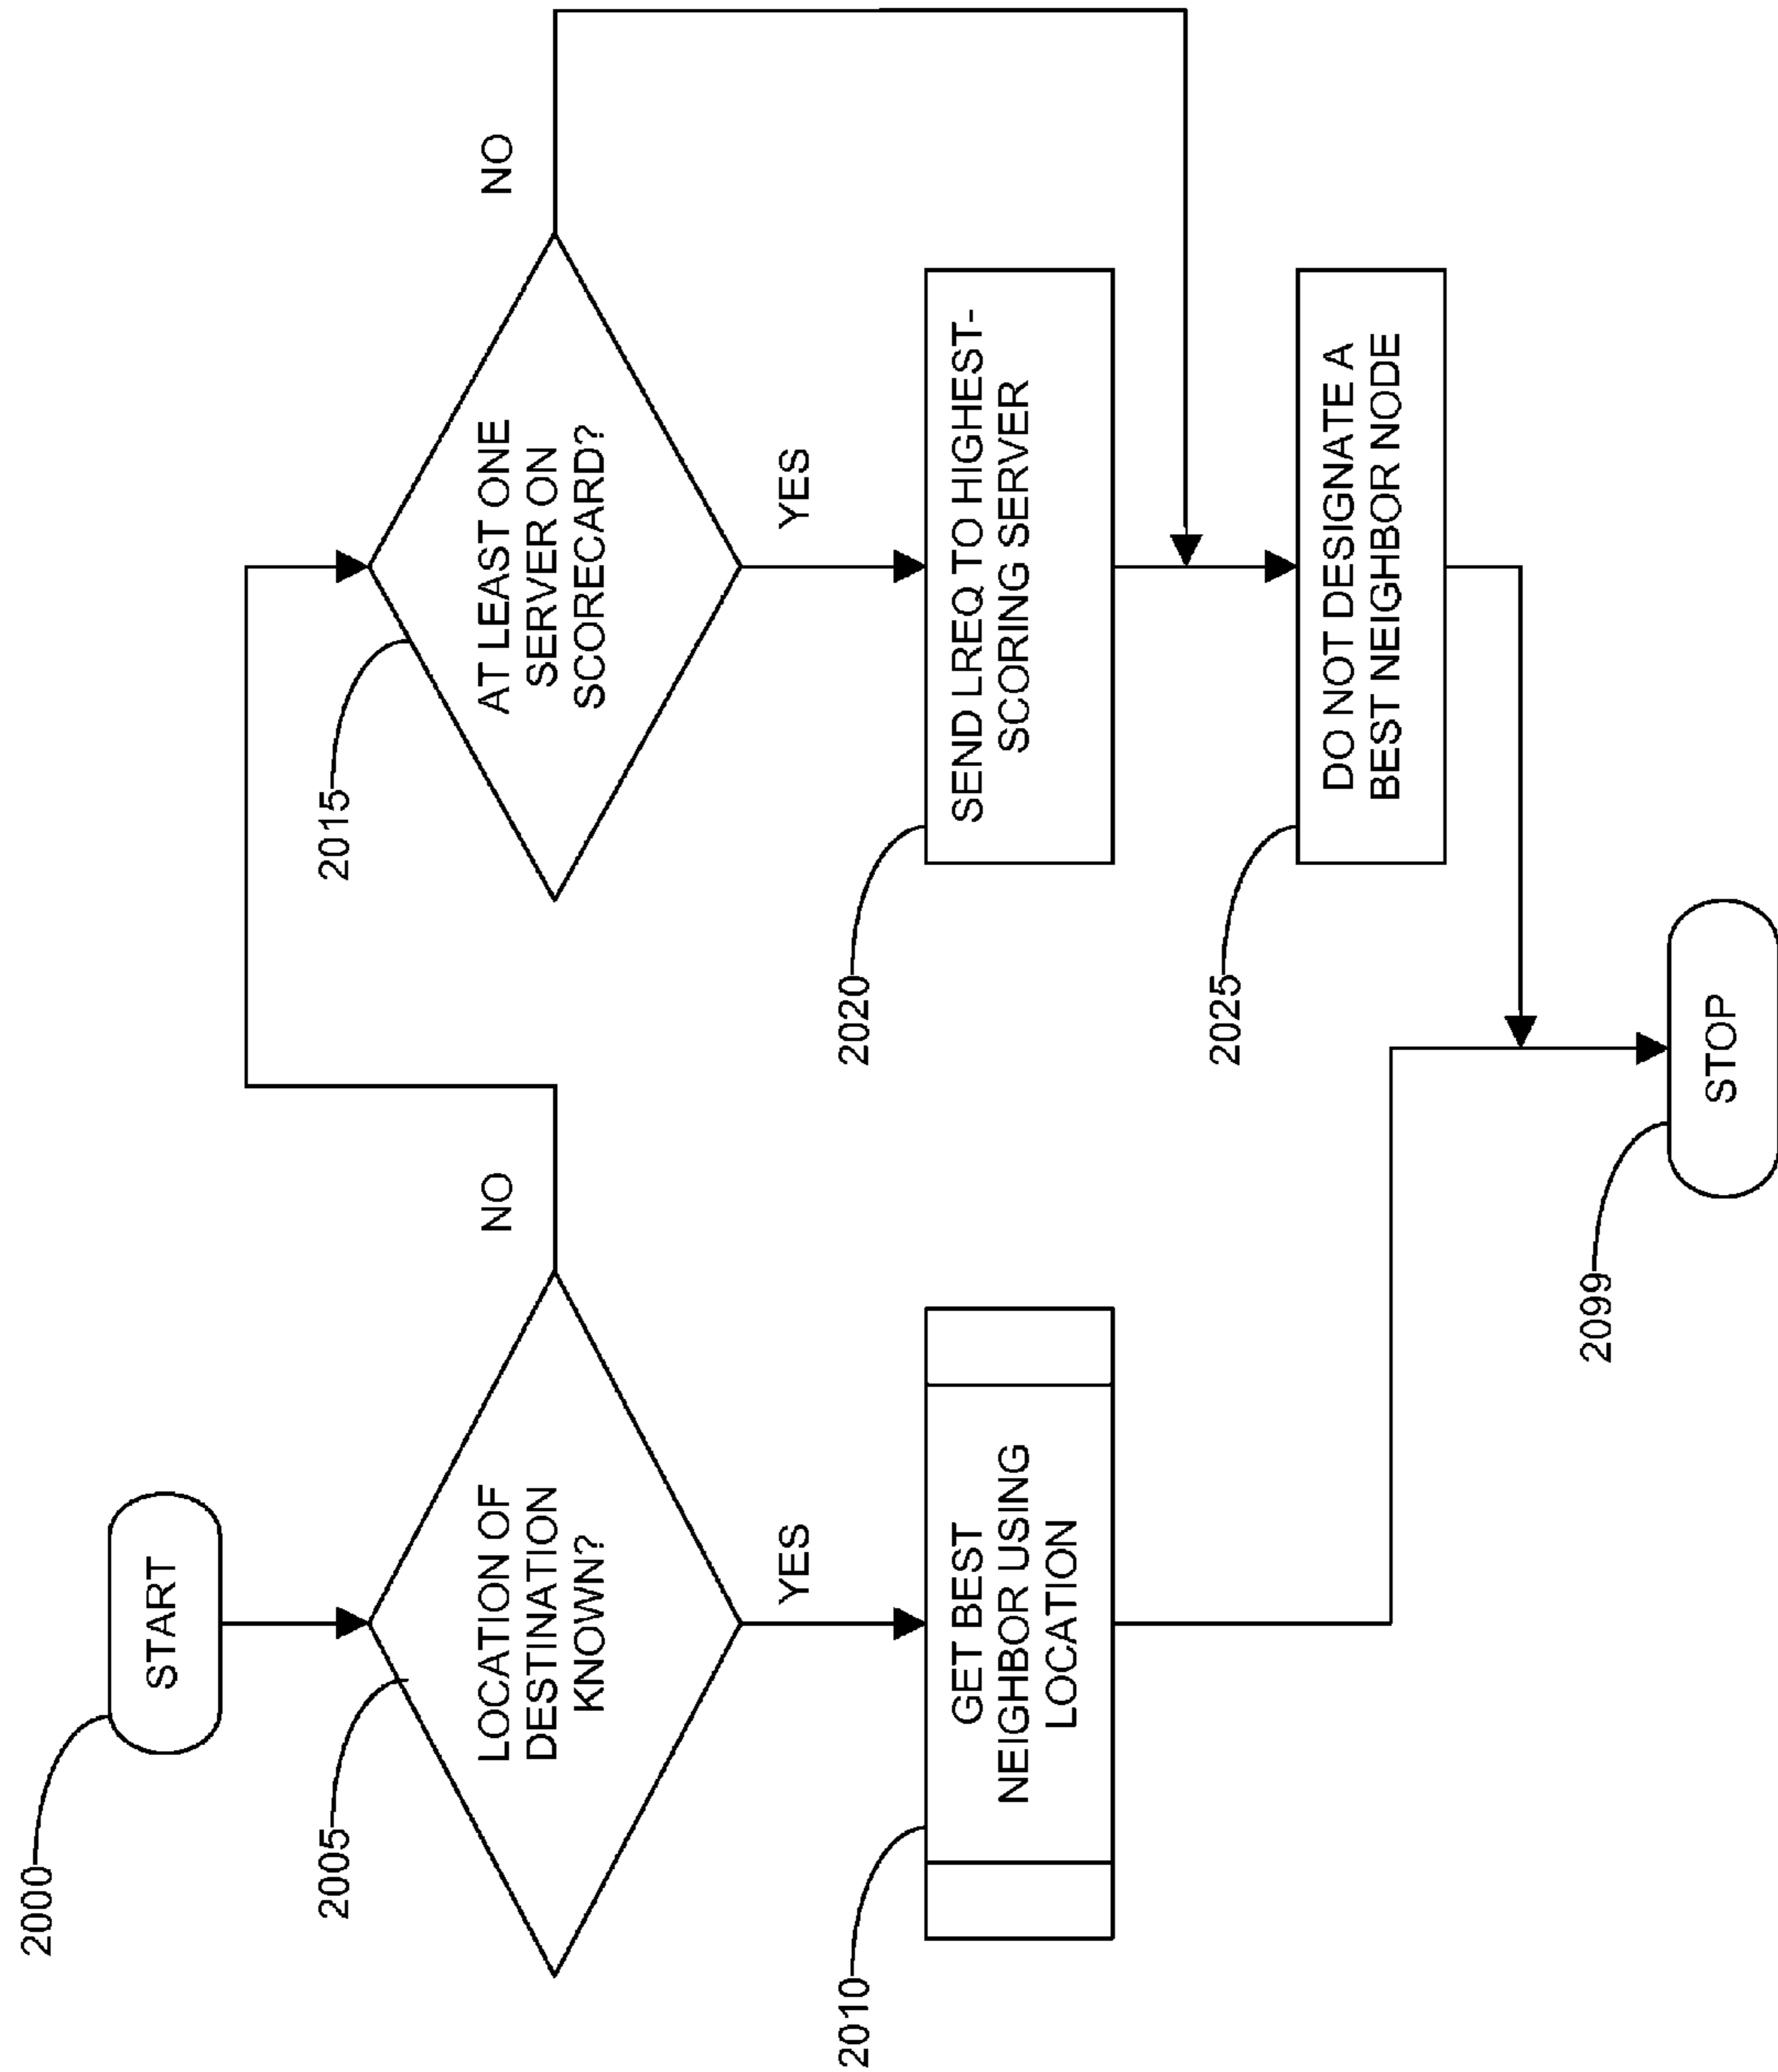 2000
START
2005
LOCATION OF
DESTINATION
KNOWN?
NO
YES
2010
GET BEST
NEIGHBOR USING
LOCATION
2015
AT LEAST ONE
SERVER ON
SCORECARD?
NO
YES
2020
SEND LREQ TO HIGHEST-
SCORING SERVER
2025
DO NOT DESIGNATE A
BEST NEIGHBOR NODE
2099
STOP